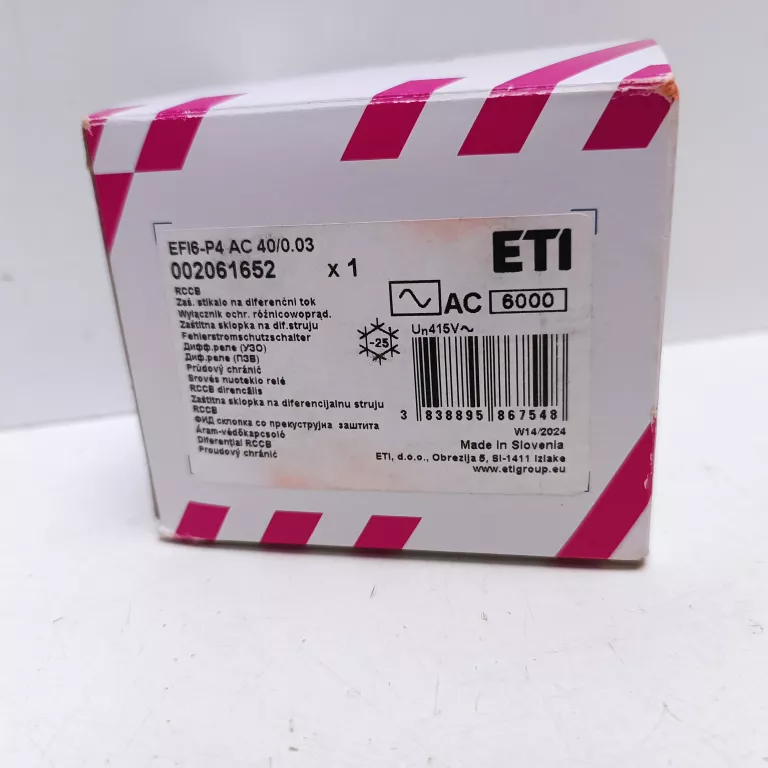 EFI6-P4 AC 40/0.03
002061652 x 1
ETI
RCCB
Zaš. stikalo na diferenčni tok
Wyłącznik ochr. różnicowoprąd.
Zaštitna sklopka na dif.struju
Fehlerstromschutzschalter
Дифф.реле (УЗО)
Диф.реле (ПЗВ)
Prúdový chránič
Srovės nuotekio relė
RCCB direncális
Zaštitna sklopka na diferencijalnu struju
RCCB
ФИД склопка со прекуструјна заштита
Áram-védőkapcsoló
Diferenţial RCCB
Proudový chránič
AC 6000
-25
Un415V~
3 838895 867548
W14/2024
Made in Slovenia
ETI, d.o.o., Obrezija 5, SI-1411 Izlake
www.etigroup.eu